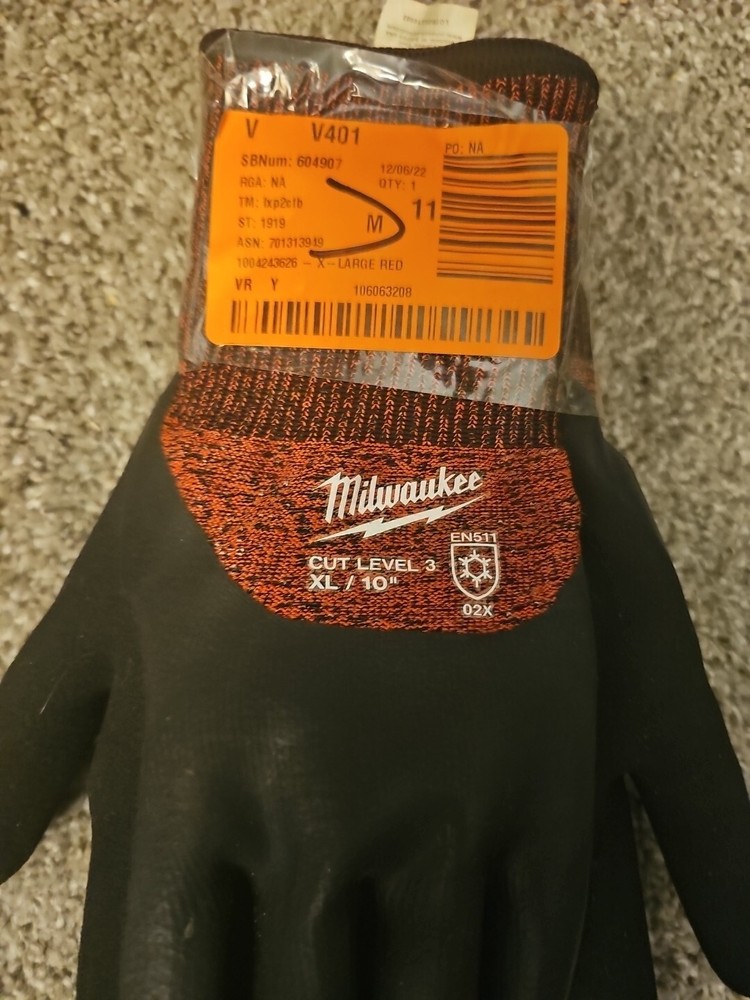 V V401
PO: NA
SBNum: 604907
12/06/22
RGA: NA
QTY: 1
TM: lxp2clb
11
ST: 1919
M
ASN: 701313949
1004243626 - X-LARGE RED
VR Y
106063208
Milwaukee
CUT LEVEL 3
XL / 10"
EN511
02X